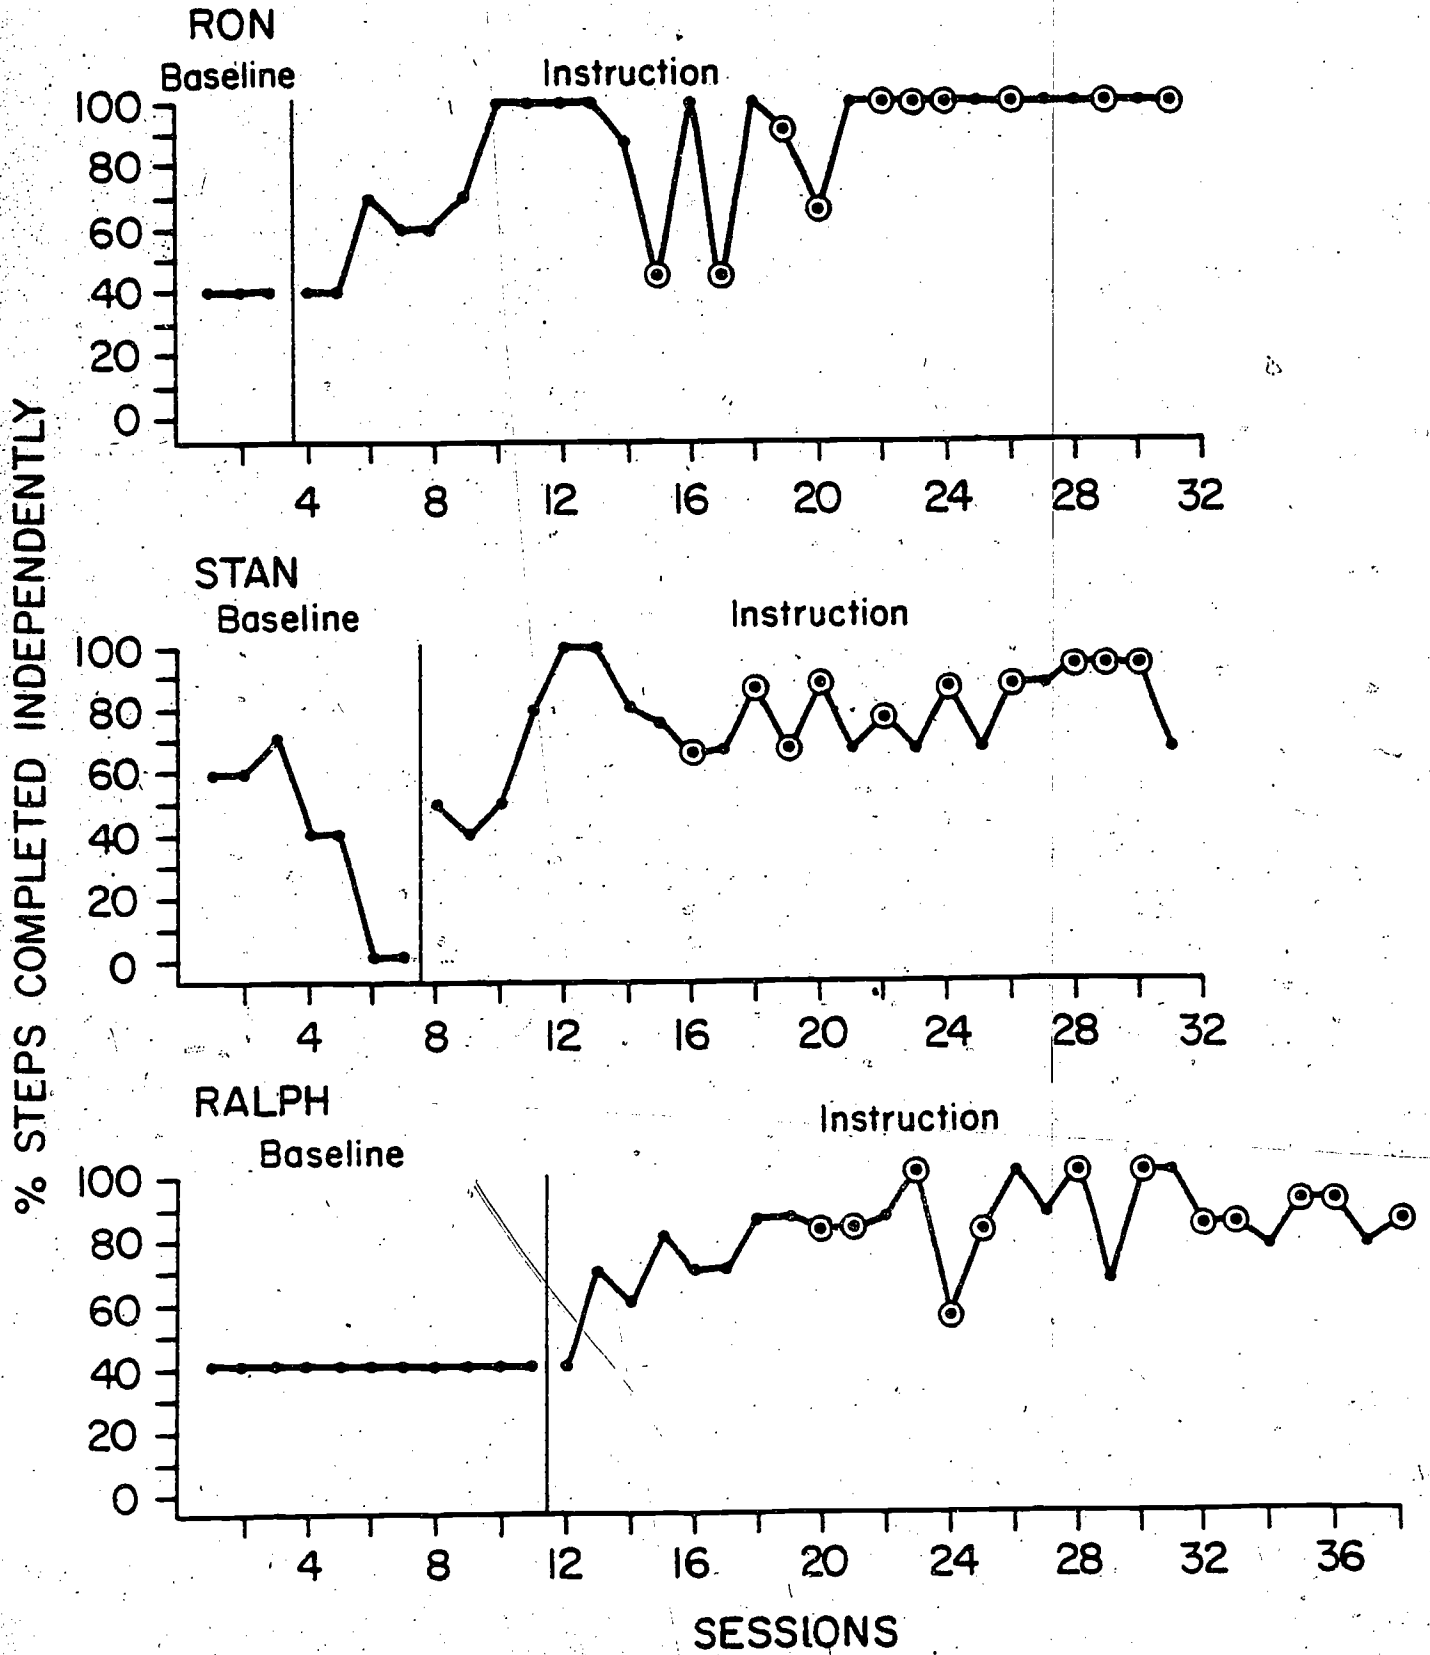 RON
Baseline
Instruction
100
80
60
40
20
0
4 8 12 16 20 24 28 32
% STEPS COMPLETED INDEPENDENTLY
STAN
Baseline
Instruction
100
80
60
40
20
0
4 8 12 16 20 24 28 32
RALPH
Baseline
Instruction
100
80
60
40
20
0
4 8 12 16 20 24 28 32 36
SESSIONS